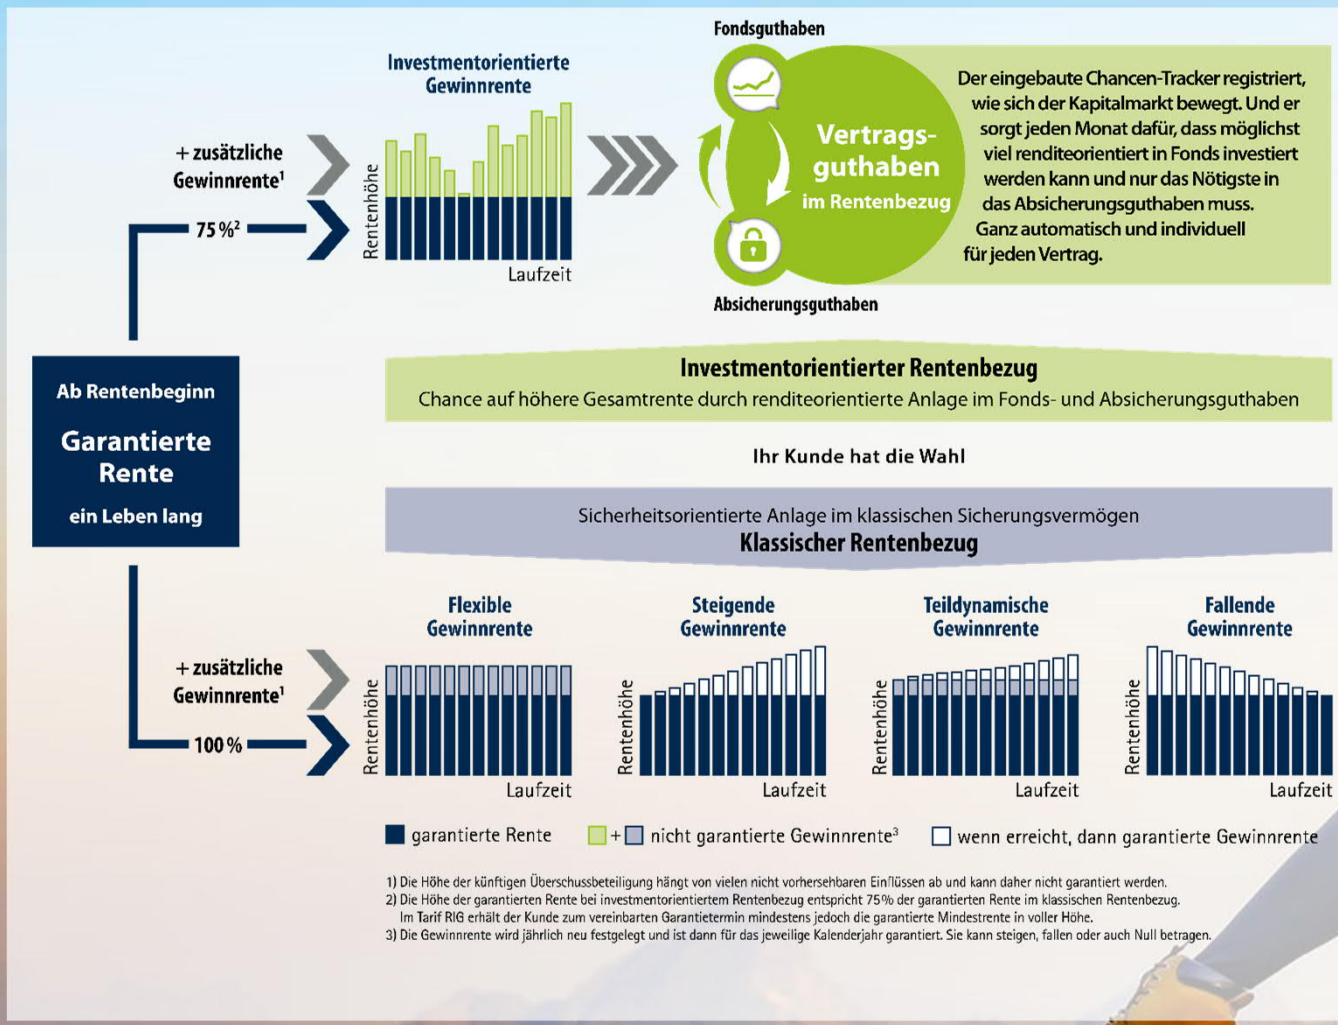 Fondsguthaben
Investmentorientierte
Gewinnrente
+ zusätzliche
Gewinnrente¹
75 %²
Rentenhöhe
Laufzeit
Vertrags-
guthaben
im Rentenbezug
Absicherungsguthaben
Der eingebaute Chancen-Tracker registriert,
wie sich der Kapitalmarkt bewegt. Und er
sorgt jeden Monat dafür, dass möglichst
viel renditeorientiert in Fonds investiert
werden kann und nur das Nötigste in
das Absicherungsguthaben muss.
Ganz automatisch und individuell
für jeden Vertrag.
Ab Rentenbeginn
Garantierte
Rente
ein Leben lang
Investmentorientierter Rentenbezug
Chance auf höhere Gesamtrente durch renditeorientierte Anlage im Fonds- und Absicherungsguthaben
Ihr Kunde hat die Wahl
Sicherheitsorientierte Anlage im klassischen Sicherungsvermögen
Klassischer Rentenbezug
+ zusätzliche
Gewinnrente¹
100 %
Flexible
Gewinnrente
Rentenhöhe
Laufzeit
Steigende
Gewinnrente
Rentenhöhe
Laufzeit
Teildynamische
Gewinnrente
Rentenhöhe
Laufzeit
Fallende
Gewinnrente
Rentenhöhe
Laufzeit
garantierte Rente
+ nicht garantierte Gewinnrente³
wenn erreicht, dann garantierte Gewinnrente
1) Die Höhe der künftigen Überschussbeteiligung hängt von vielen nicht vorhersehbaren Einflüssen ab und kann daher nicht garantiert werden.
2) Die Höhe der garantierten Rente bei investmentorientiertem Rentenbezug entspricht 75% der garantierten Rente im klassischen Rentenbezug.
Im Tarif RIG erhält der Kunde zum vereinbarten Garantietermin mindestens jedoch die garantierte Mindestrente in voller Höhe.
3) Die Gewinnrente wird jährlich neu festgelegt und ist dann für das jeweilige Kalenderjahr garantiert. Sie kann steigen, fallen oder auch Null betragen.